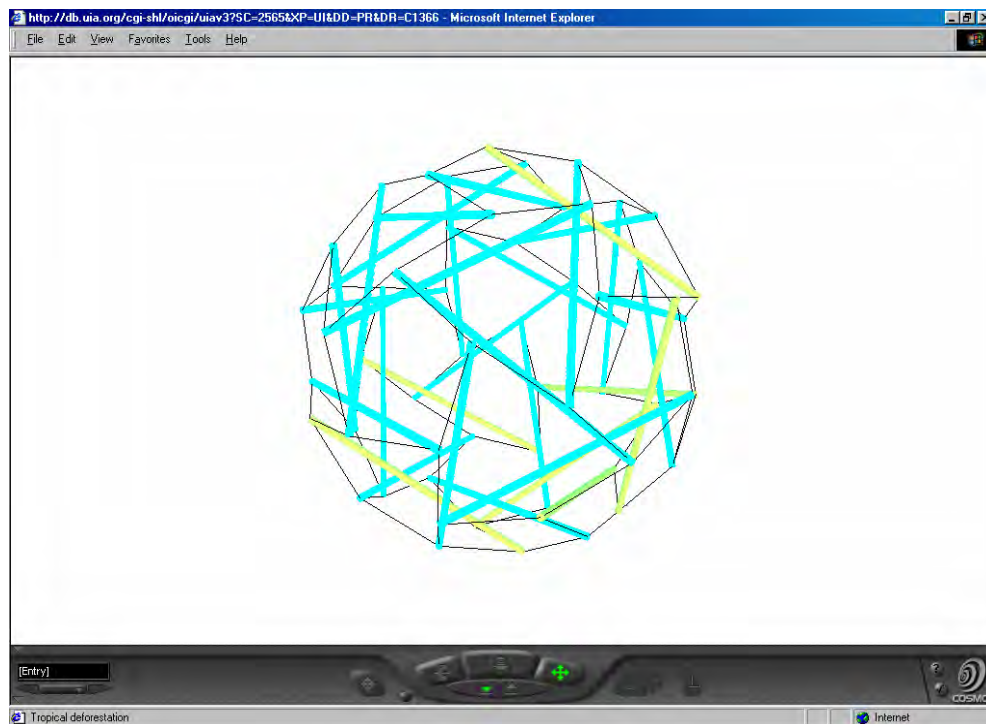 http://db.uia.org/cgi-shl/oicgi/uiav3?SC=2565&XP=UI&DD=PR&DR=C1366 - Microsoft Internet Explorer
File Edit View Favorites Tools Help
[Entry]
?
COSMO
Tropical deforestation Internet